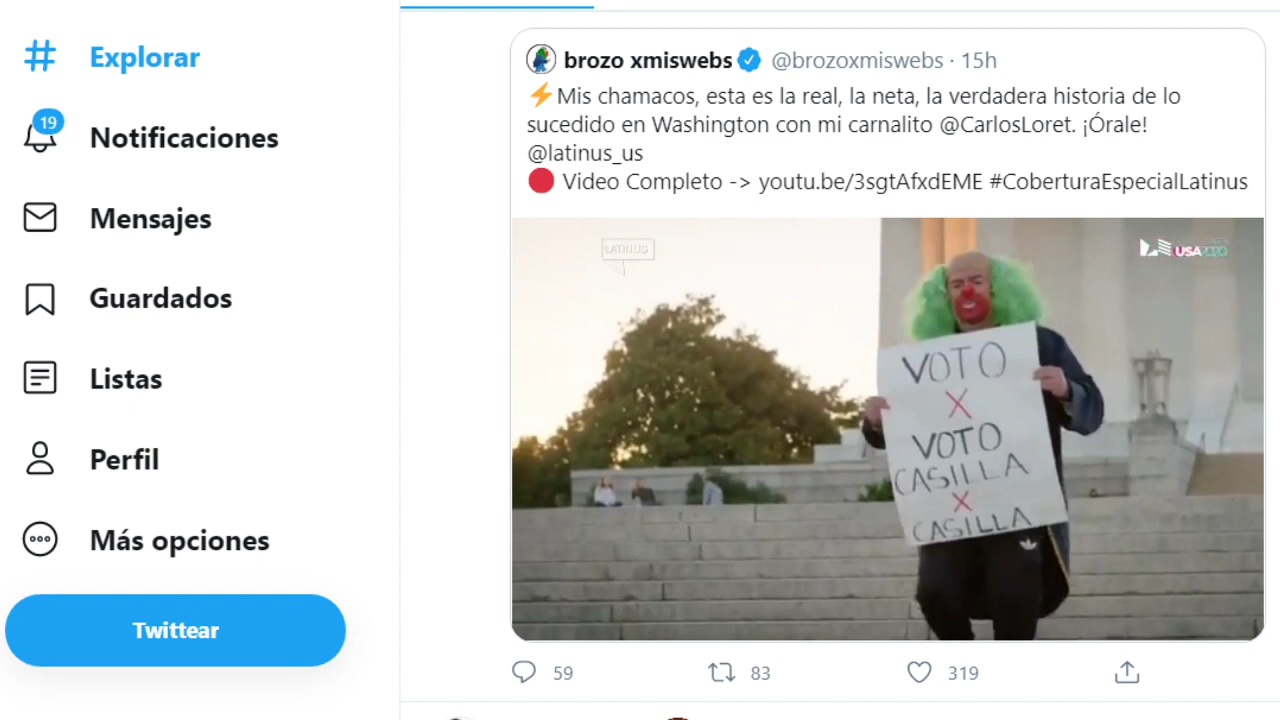 Explorar
19
Notificaciones
Mensajes
Guardados
Listas
Perfil
Más opciones
Twittear
brozo xmiswebs @brozoxmiswebs · 15h
⚡Mis chamacos, esta es la real, la neta, la verdadera historia de lo
sucedido en Washington con mi carnalito @CarlosLoret. ¡Órale!
@latinus_us
🔴 Video Completo -> youtu.be/3sgtAfxdEME #CoberturaEspecialLatinus
LATINUS
USA2020
VOTO
X
VOTO
CASILLA
X
CASILLA
59
83
319